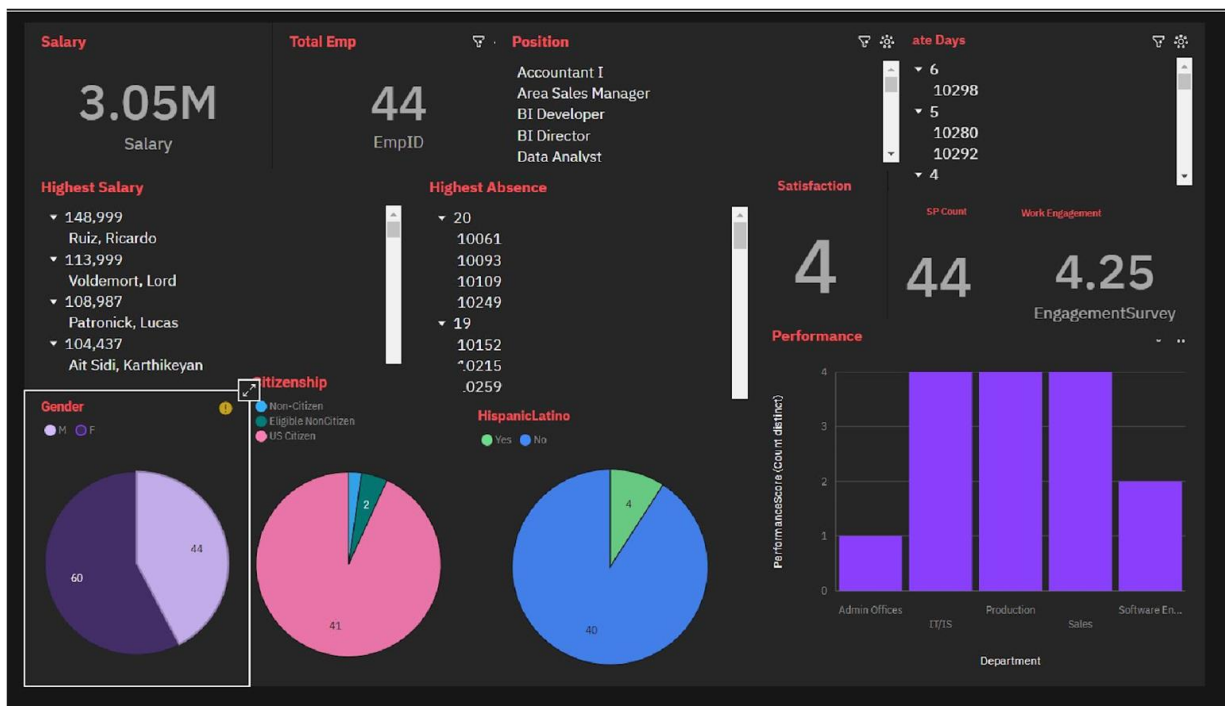 Salary
3.05M
Salary
Total Emp
44
EmpID
Position
Accountant I
Area Sales Manager
BI Developer
BI Director
Data Analyst
ate Days
6
10298
5
10280
10292
4
Highest Salary
148,999
Ruiz, Ricardo
113,999
Voldemort, Lord
108,987
Patronick, Lucas
104,437
Ait Sidi, Karthikeyan
Highest Absence
20
10061
10093
10109
10249
19
10152
10215
.0259
Satisfaction
4
SP Count
44
Work Engagement
4.25
EngagementSurvey
Gender
M F
44
60
Citizenship
Non-Citizen
Eligible NonCitizen
US Citizen
2
41
HispanicLatino
Yes No
4
40
Performance
PerformanceScore (Count distinct)
4
3
2
1
0
Admin Offices
IT/IS
Production
Sales
Software En...
Department